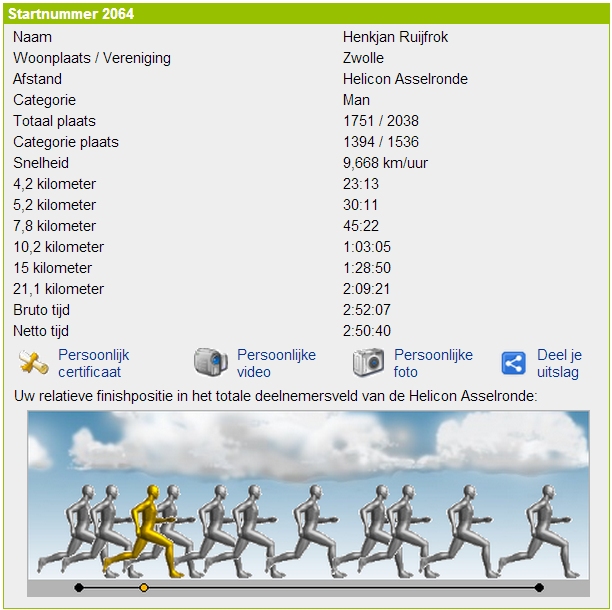 Startnummer 2064
Naam Henkjan Ruijfrok
Woonplaats / Vereniging Zwolle
Afstand Helicon Asselronde
Categorie Man
Totaal plaats 1751 / 2038
Categorie plaats 1394 / 1536
Snelheid 9,668 km/uur
4,2 kilometer 23:13
5,2 kilometer 30:11
7,8 kilometer 45:22
10,2 kilometer 1:03:05
15 kilometer 1:28:50
21,1 kilometer 2:09:21
Bruto tijd 2:52:07
Netto tijd 2:50:40
Persoonlijk certificaat
Persoonlijke video
Persoonlijke foto
Deel je uitslag
Uw relatieve finishpositie in het totale deelnemersveld van de Helicon Asselronde: